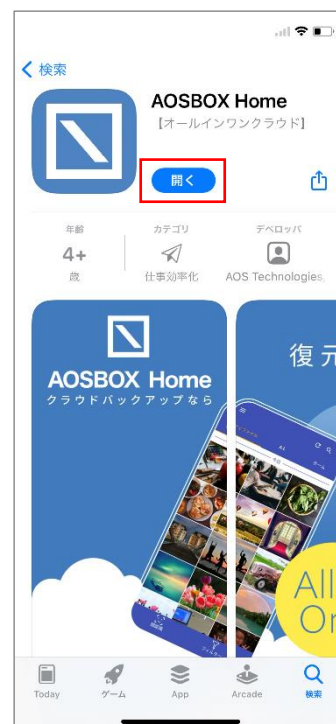 検索
AOSBOX Home
【オールインワンクラウド】
開く
年齢
4+
歳
カテゴリ
仕事効率化
デベロッパ
AOS Technologies,
AOSBOX Home
クラウドバックアップなら
復元
All
On
Today
ゲーム
App
Arcade
検索